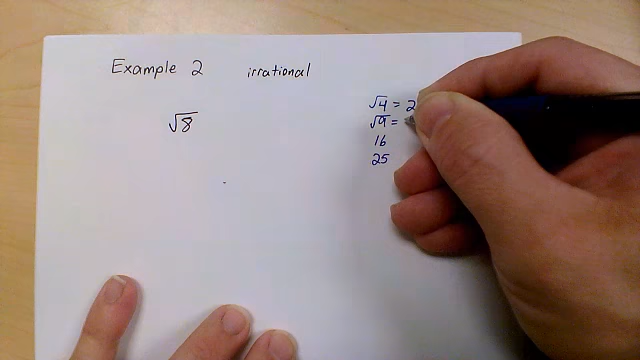 Example 2 irrational
√8
√4 = 2
√9 =
16
25